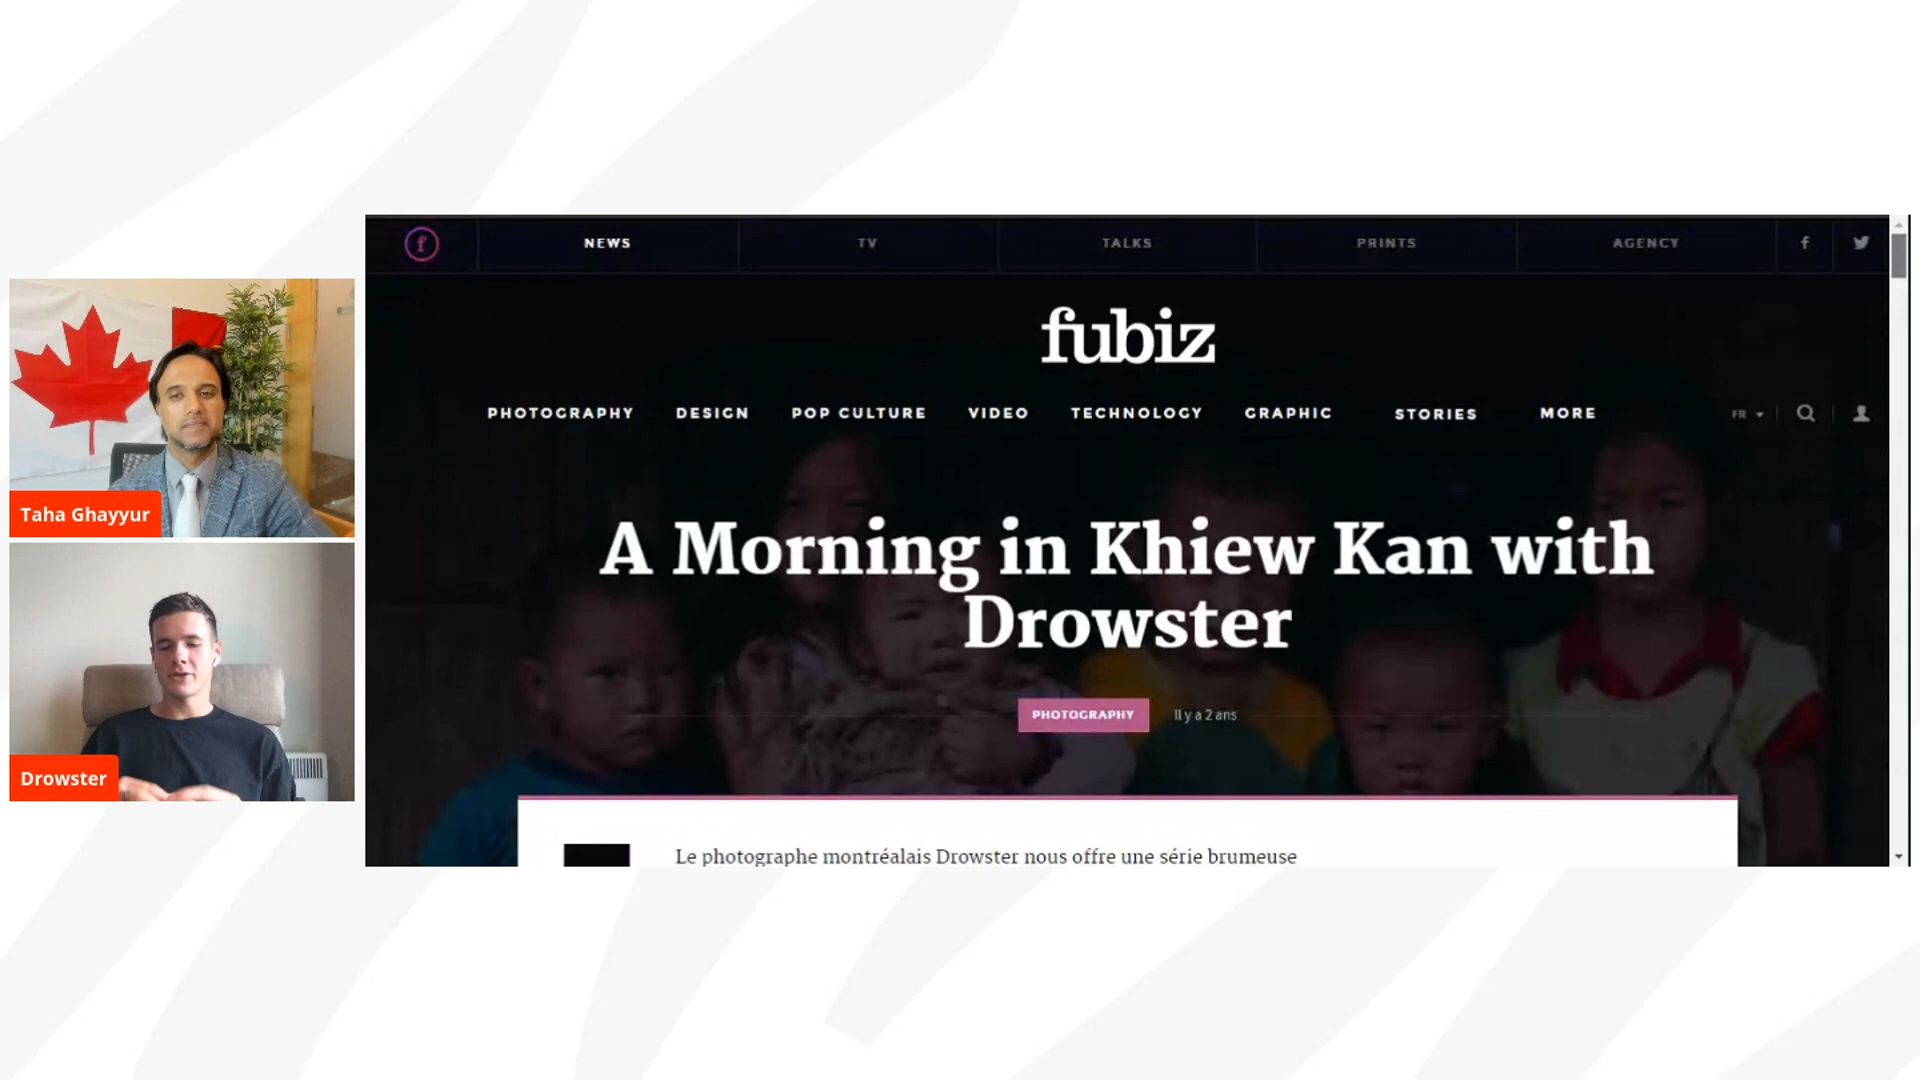 NEWS
TV
TALKS
PRINTS
AGENCY
fubiz
PHOTOGRAPHY
DESIGN
POP CULTURE
VIDEO
TECHNOLOGY
GRAPHIC
STORIES
MORE
FR
A Morning in Khiew Kan with
Drowster
PHOTOGRAPHY
Il y a 2 ans
Le photographe montréalais Drowster nous offre une série brumeuse
Taha Ghayyur
Drowster